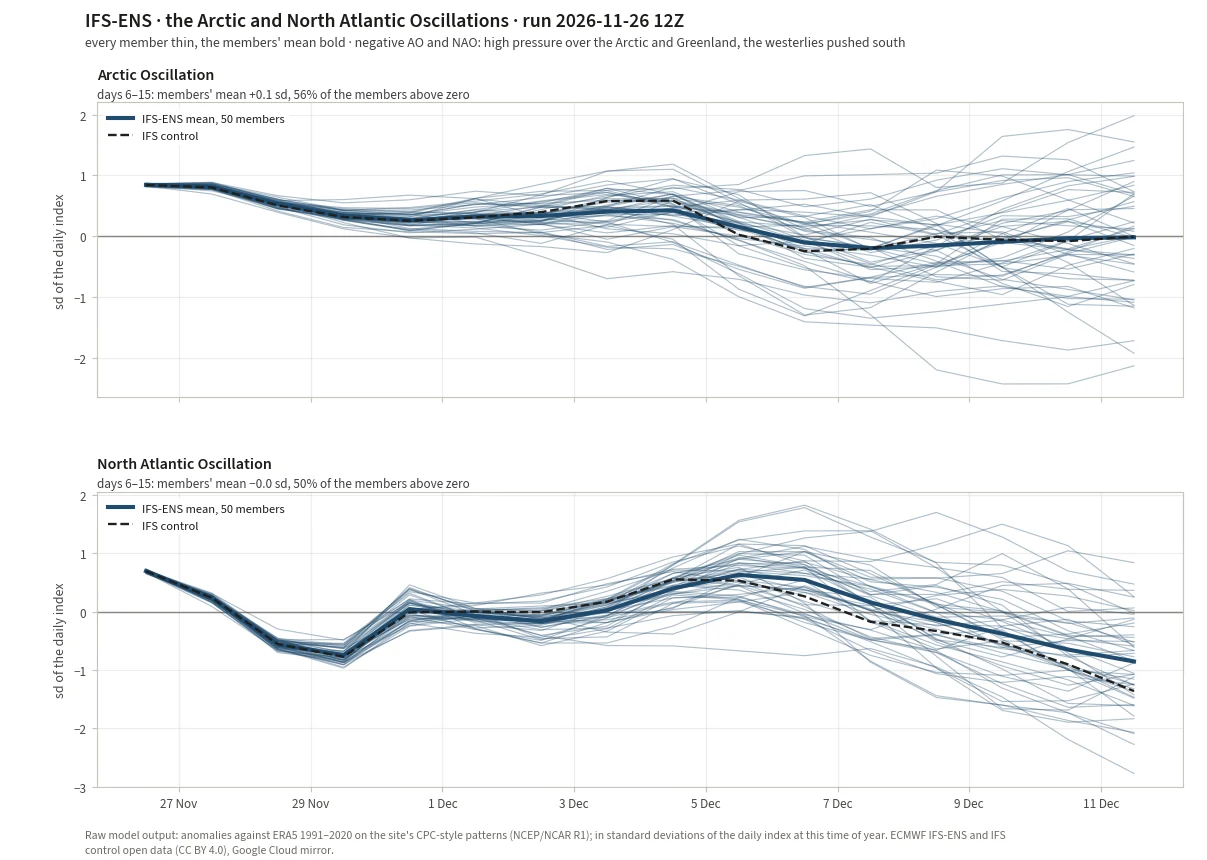 IFS-ENS · the Arctic and North Atlantic Oscillations · run 2026-11-26 12Z
every member thin, the members' mean bold · negative AO and NAO: high pressure over the Arctic and Greenland, the westerlies pushed south
Arctic Oscillation
days 6–15: members' mean +0.1 sd, 56% of the members above zero
IFS-ENS mean, 50 members
IFS control
2
1
0
−1
−2
sd of the daily index
North Atlantic Oscillation
days 6–15: members' mean −0.0 sd, 50% of the members above zero
IFS-ENS mean, 50 members
IFS control
2
1
0
−1
−2
−3
sd of the daily index
27 Nov 29 Nov 1 Dec 3 Dec 5 Dec 7 Dec 9 Dec 11 Dec
Raw model output: anomalies against ERA5 1991–2020 on the site's CPC-style patterns (NCEP/NCAR R1); in standard deviations of the daily index at this time of year. ECMWF IFS-ENS and IFS
control open data (CC BY 4.0), Google Cloud mirror.